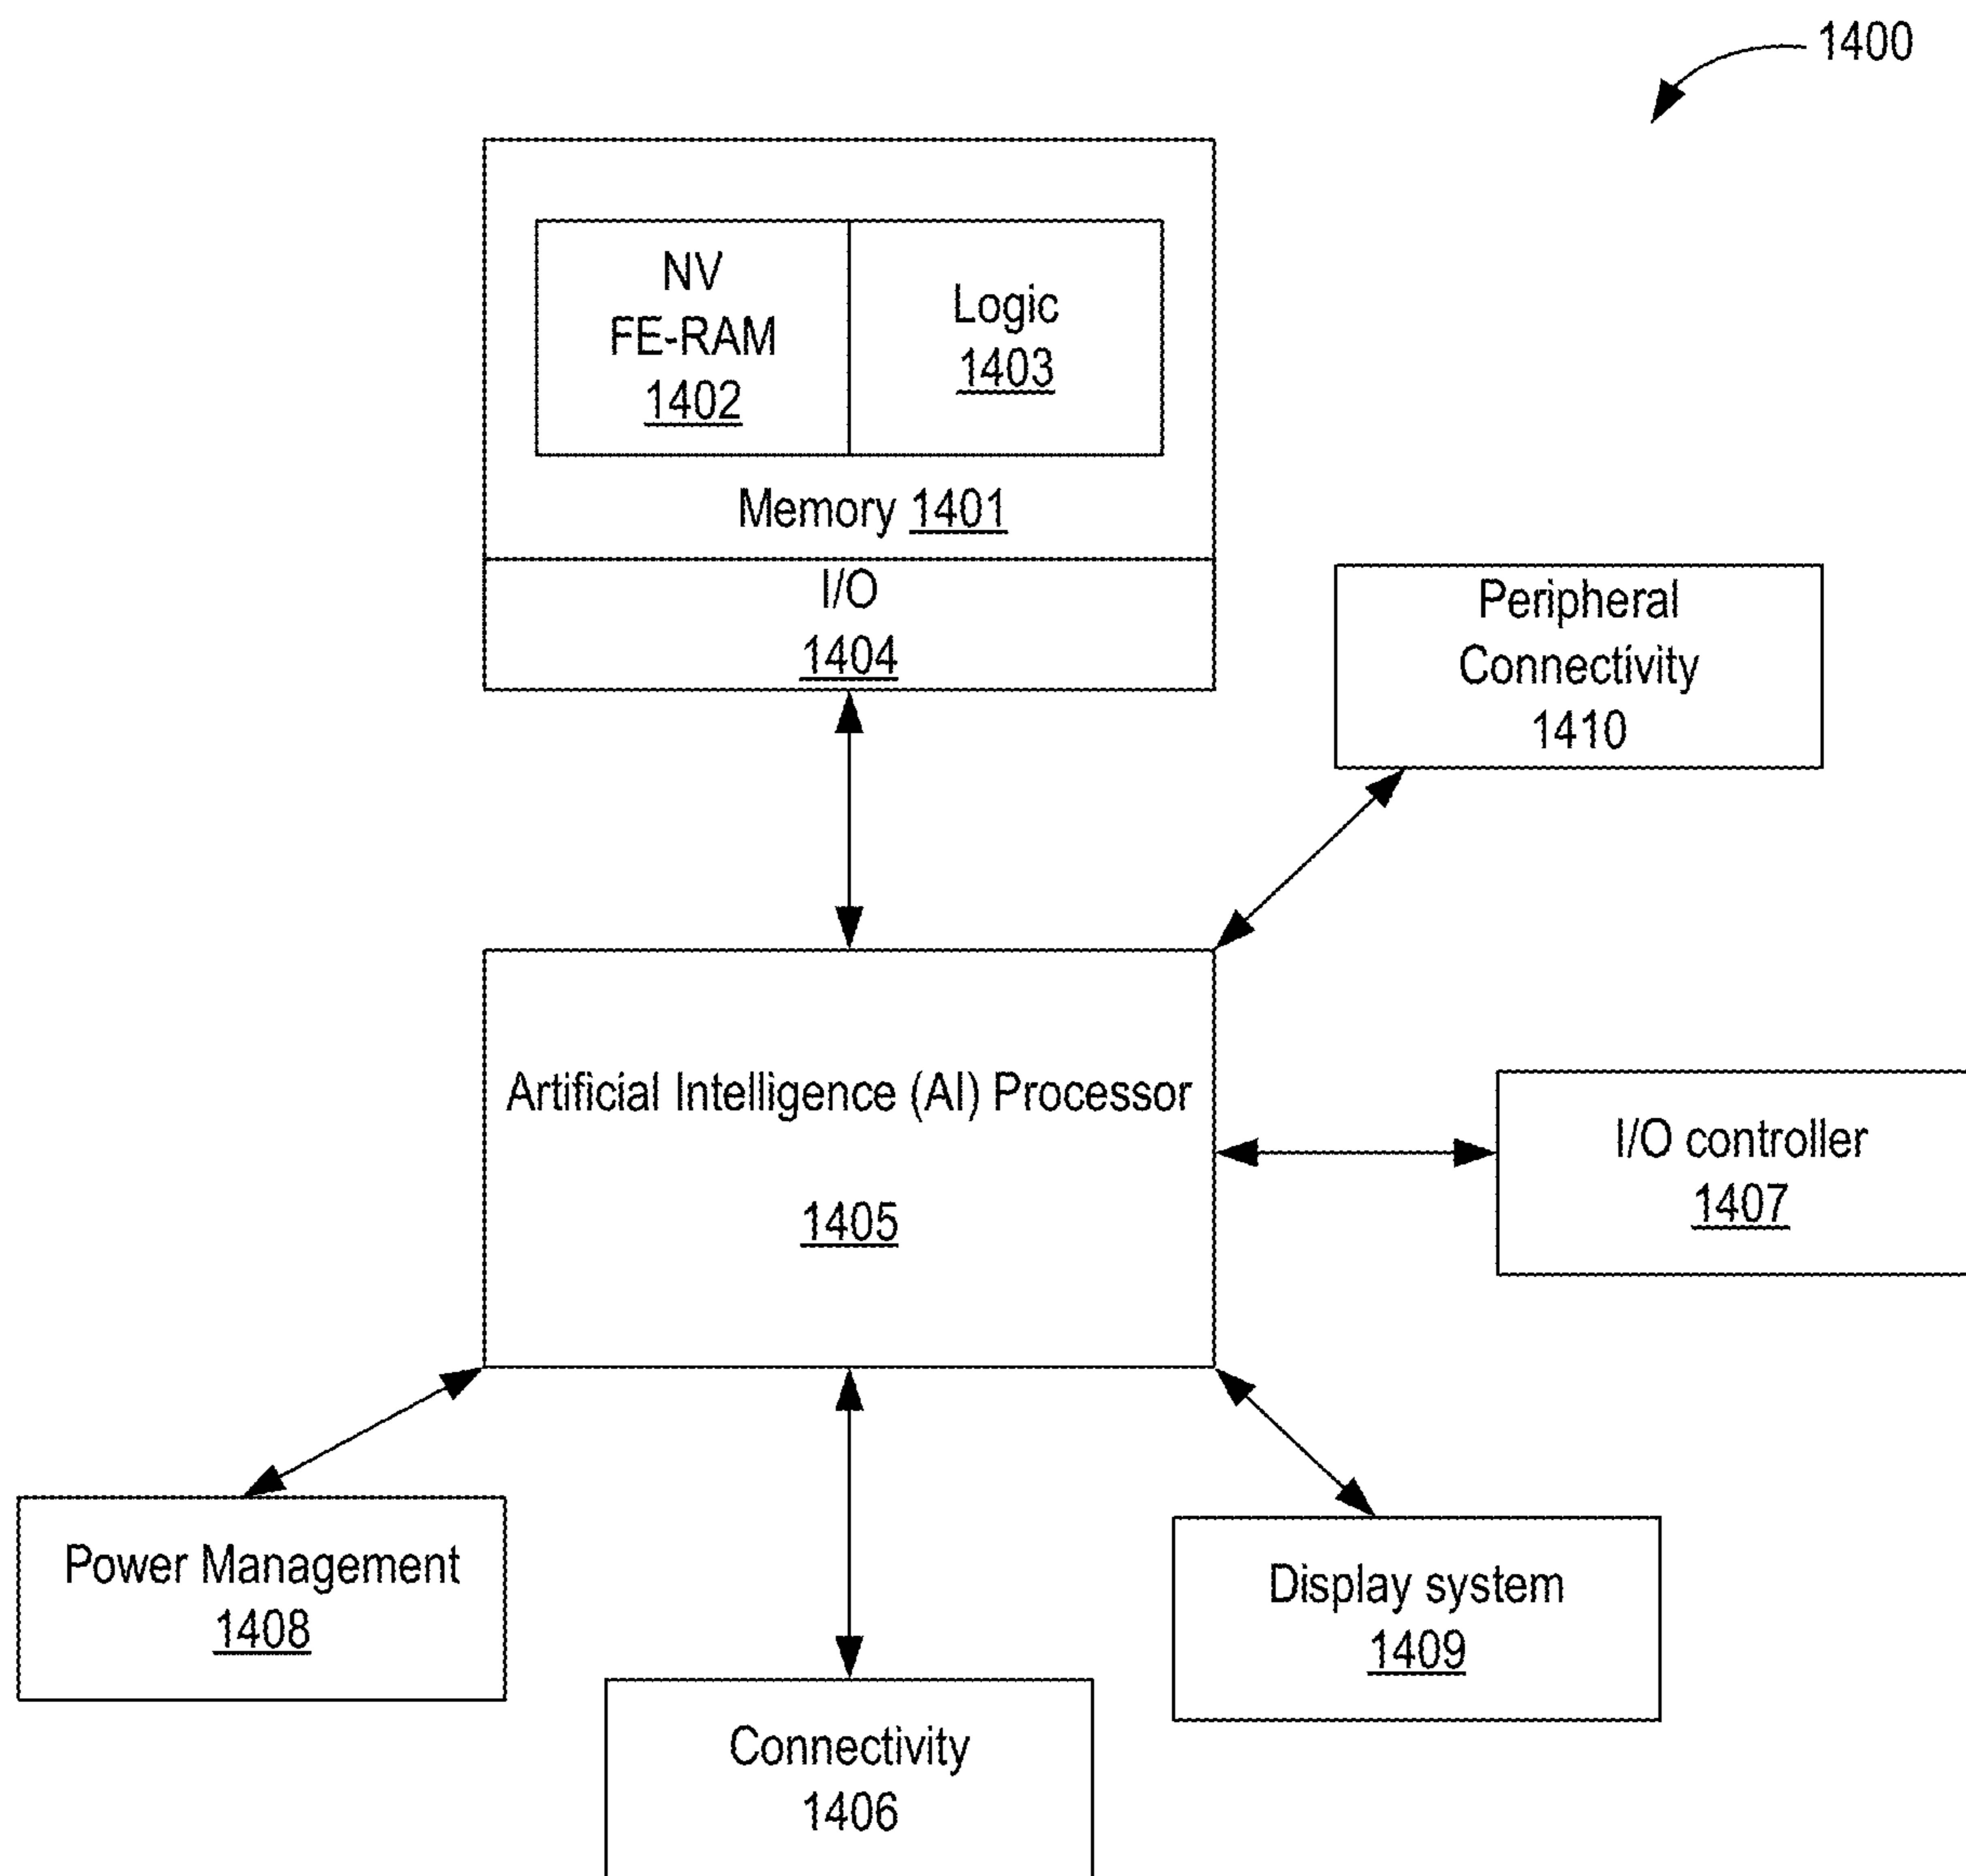 1400
NV
FE-RAM
1402
Logic
1403
Memory 1401
I/O
1404
Peripheral
Connectivity
1410
Artificial Intelligence (AI) Processor
1405
I/O controller
1407
Power Management
1408
Display system
1409
Connectivity
1406